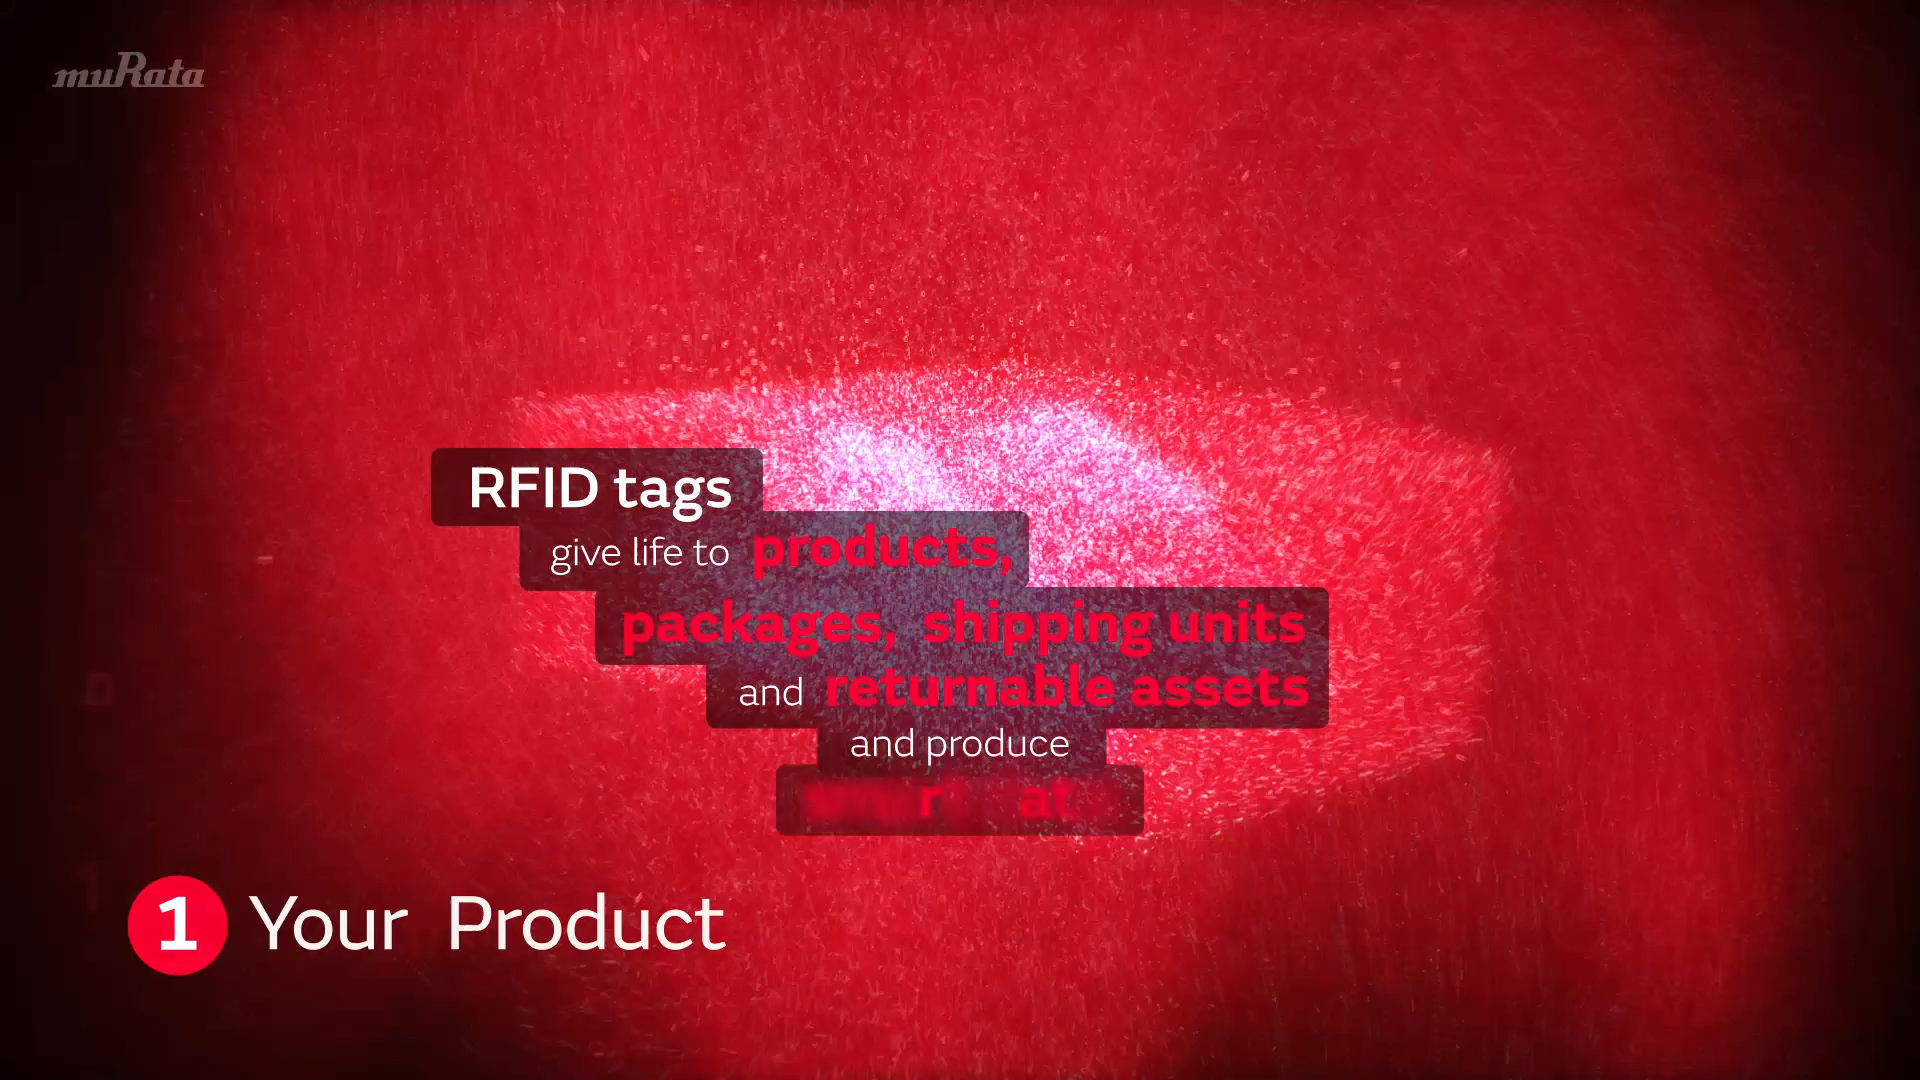 muRata
RFID tags
give life to products,
packages, shipping units
and returnable assets
and produce
1 Your Product